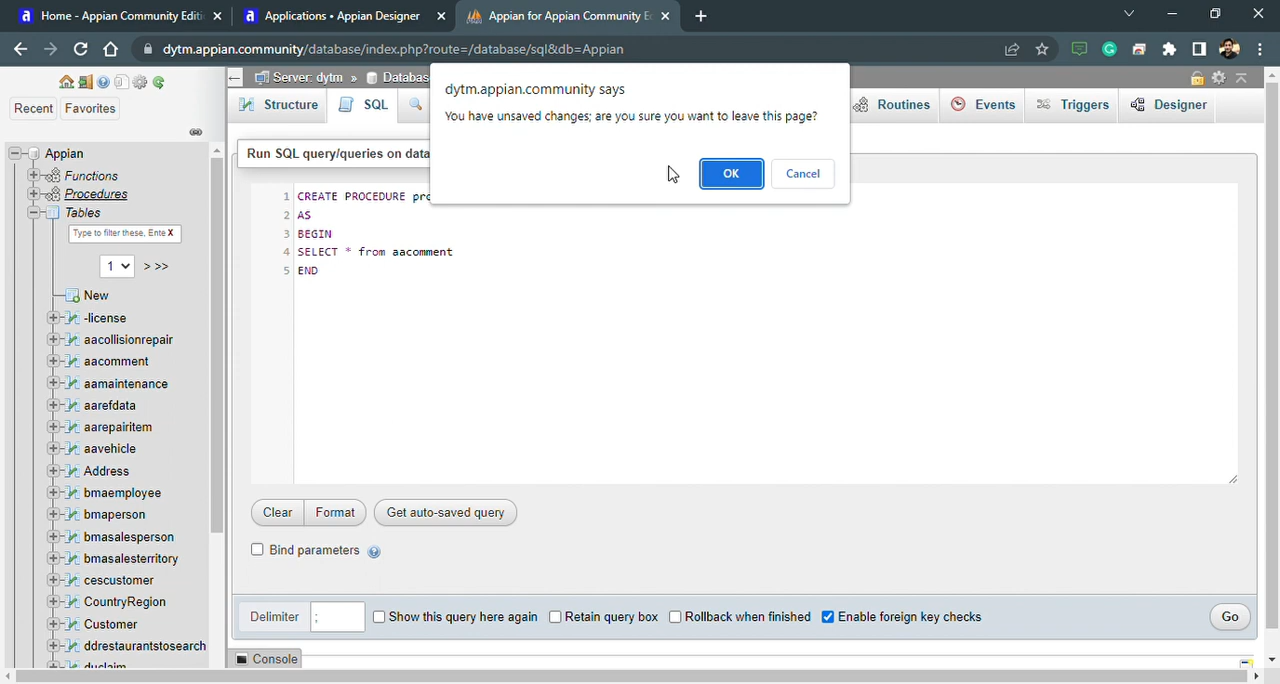 Home - Appian Community Editi
Applications • Appian Designer
Appian for Appian Community E
dytm.appian.community/database/index.php?route=/database/sql&db=Appian
Server: dytm » Databas
dytm.appian.community says
You have unsaved changes; are you sure you want to leave this page?
OK
Cancel
Recent
Favorites
Structure
SQL
Routines
Events
Triggers
Designer
Run SQL query/queries on data
1 CREATE PROCEDURE pro
2 AS
3 BEGIN
4 SELECT * from aacomment
5 END
Appian
Functions
Procedures
Tables
Type to filter these, Ente X
1 > >>
New
-license
aacollisionrepair
aacomment
aamaintenance
aarefdata
aarepairitem
aavehicle
Address
bmaemployee
bmaperson
bmasalesperson
bmasalesterritory
cescustomer
CountryRegion
Customer
ddrestaurantstosearch
duclaim
Clear
Format
Get auto-saved query
Bind parameters
Delimiter ;
Show this query here again
Retain query box
Rollback when finished
Enable foreign key checks
Go
Console